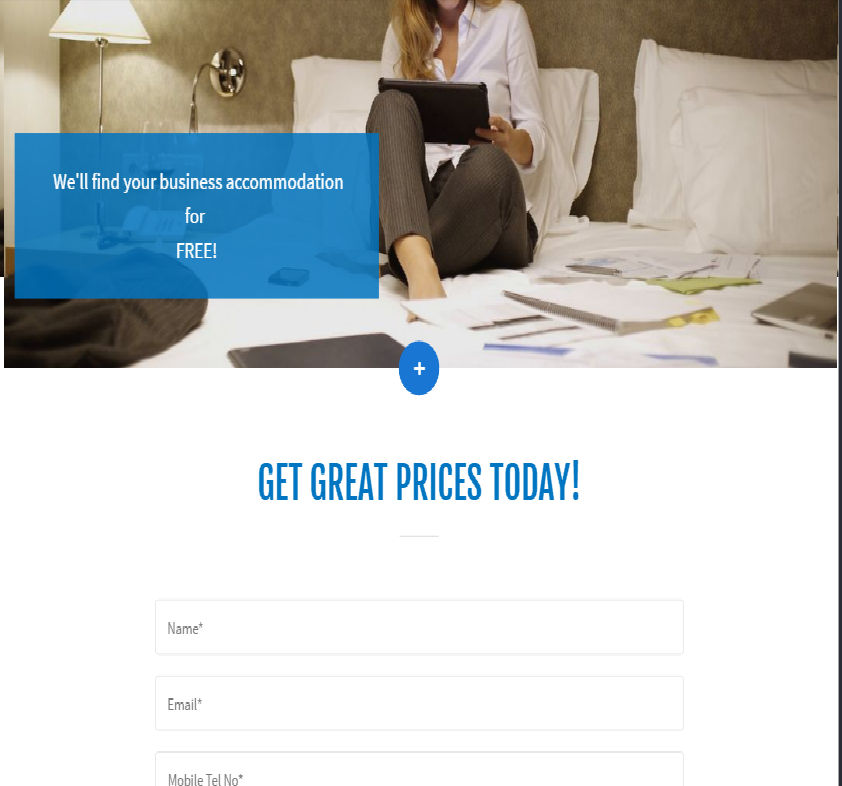 We'll find your business accommodation
for
FREE!
+
GET GREAT PRICES TODAY!
Name*
Email*
Mobile Tel No*